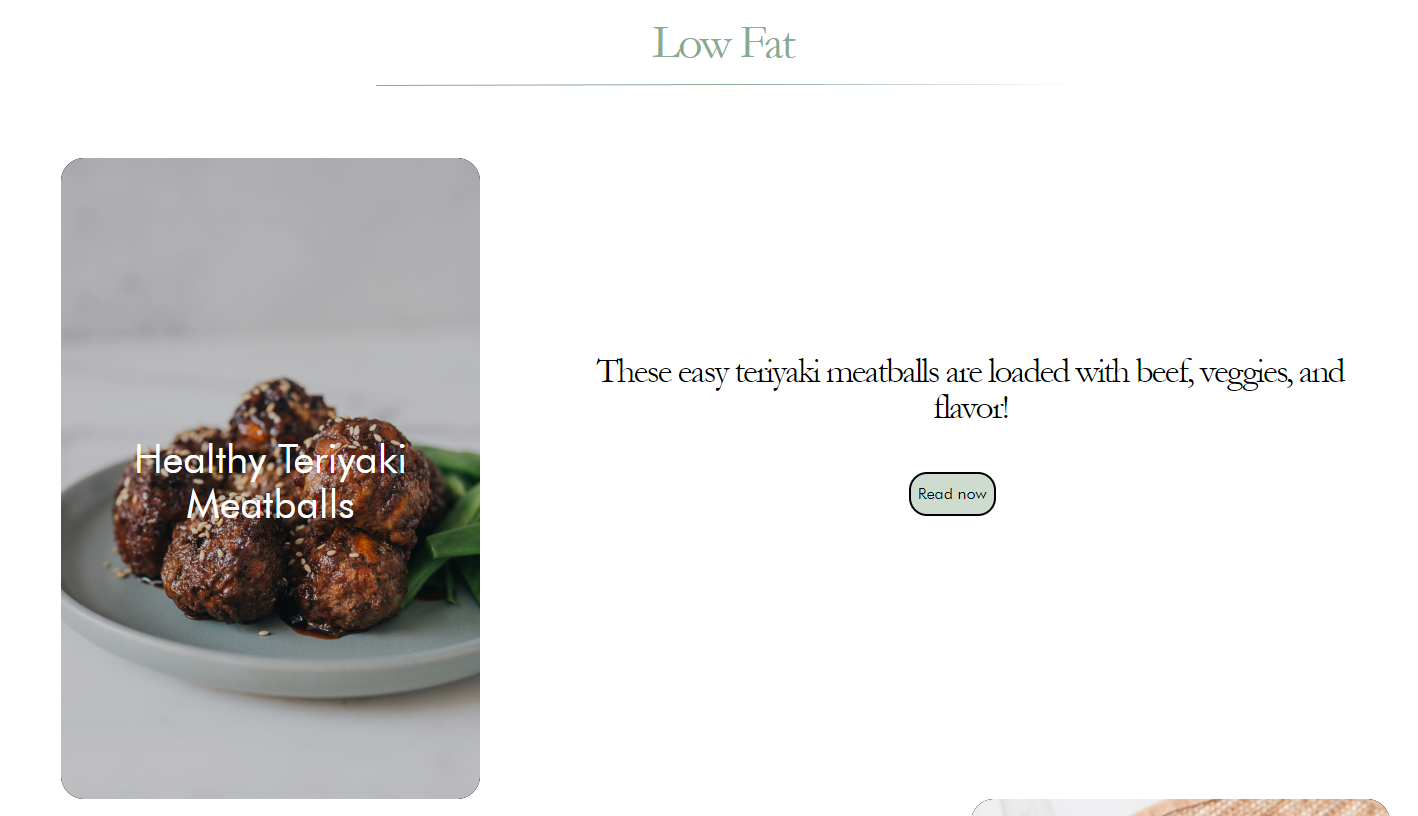 Low Fat
Healthy Teriyaki
Meatballs
These easy teriyaki meatballs are loaded with beef, veggies, and
flavor!
Read now